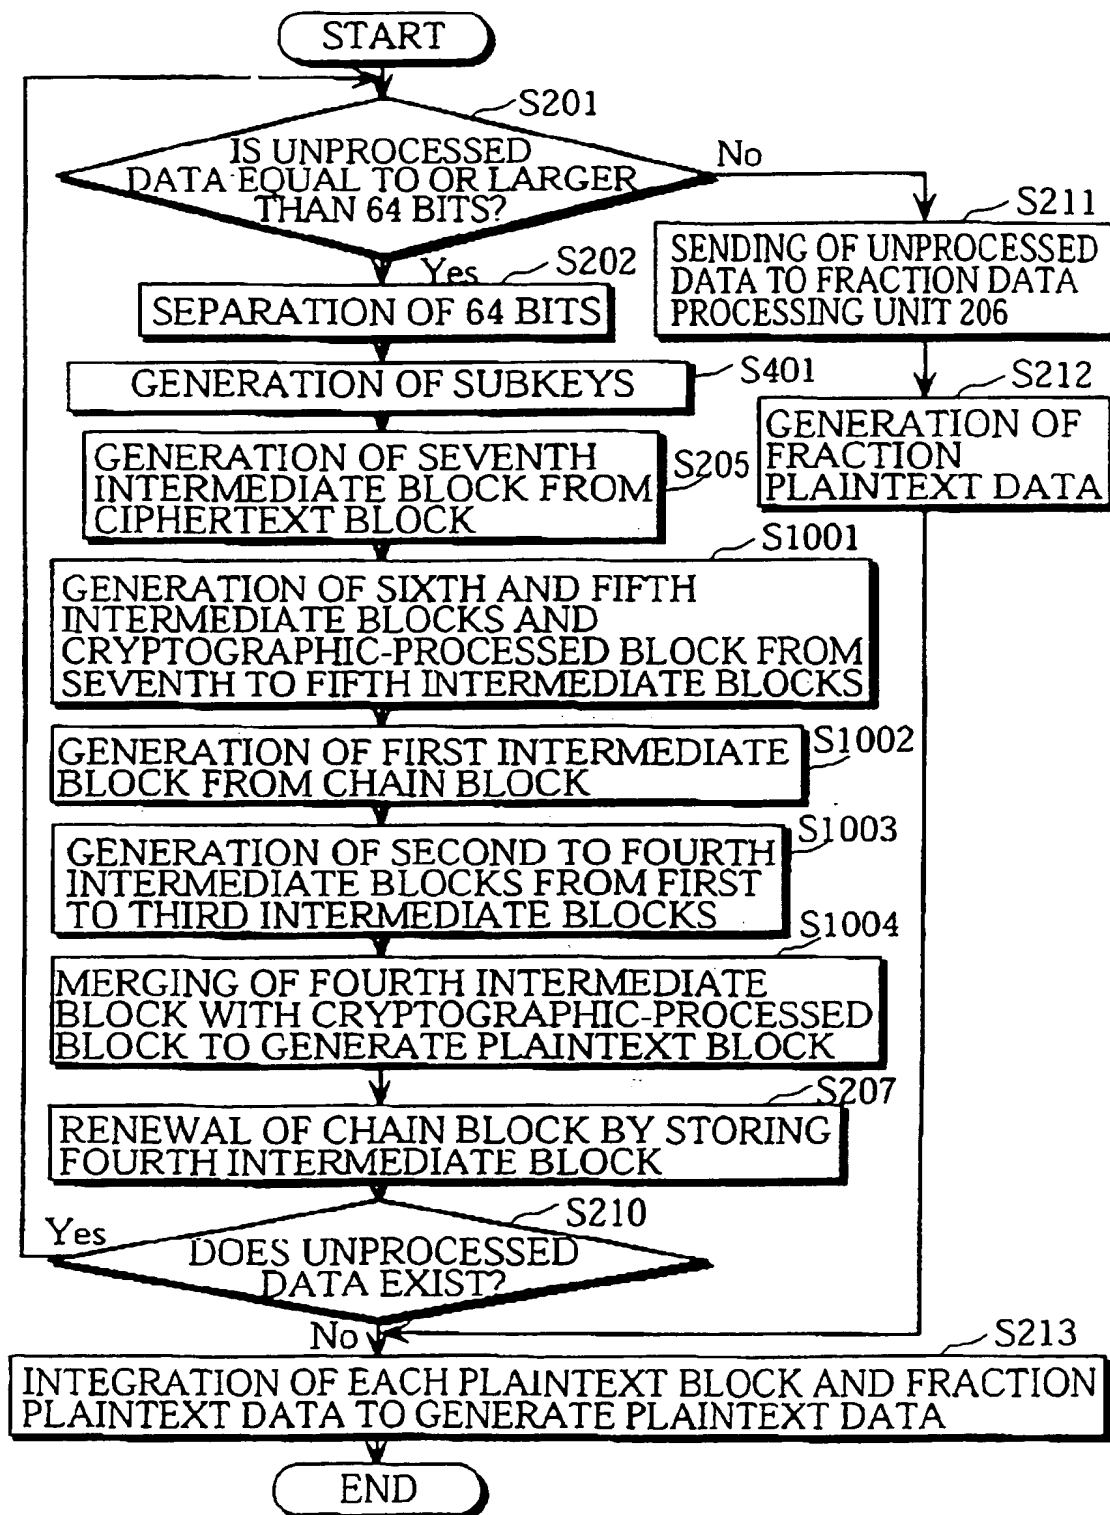 START
S201
IS UNPROCESSED
DATA EQUAL TO OR LARGER
THAN 64 BITS?
No
Yes
S211
SENDING OF UNPROCESSED
DATA TO FRACTION DATA
PROCESSING UNIT 206
S202
SEPARATION OF 64 BITS
S401
GENERATION OF SUBKEYS
S212
GENERATION OF
FRACTION
PLAINTEXT DATA
S205
GENERATION OF SEVENTH
INTERMEDIATE BLOCK FROM
CIPHERTEXT BLOCK
S1001
GENERATION OF SIXTH AND FIFTH
INTERMEDIATE BLOCKS AND
CRYPTOGRAPHIC-PROCESSED BLOCK FROM
SEVENTH TO FIFTH INTERMEDIATE BLOCKS
S1002
GENERATION OF FIRST INTERMEDIATE
BLOCK FROM CHAIN BLOCK
S1003
GENERATION OF SECOND TO FOURTH
INTERMEDIATE BLOCKS FROM FIRST
TO THIRD INTERMEDIATE BLOCKS
S1004
MERGING OF FOURTH INTERMEDIATE
BLOCK WITH CRYPTOGRAPHIC-PROCESSED
BLOCK TO GENERATE PLAINTEXT BLOCK
S207
RENEWAL OF CHAIN BLOCK BY STORING
FOURTH INTERMEDIATE BLOCK
S210
Yes
DOES UNPROCESSED
DATA EXIST?
No
S213
INTEGRATION OF EACH PLAINTEXT BLOCK AND FRACTION
PLAINTEXT DATA TO GENERATE PLAINTEXT DATA
END